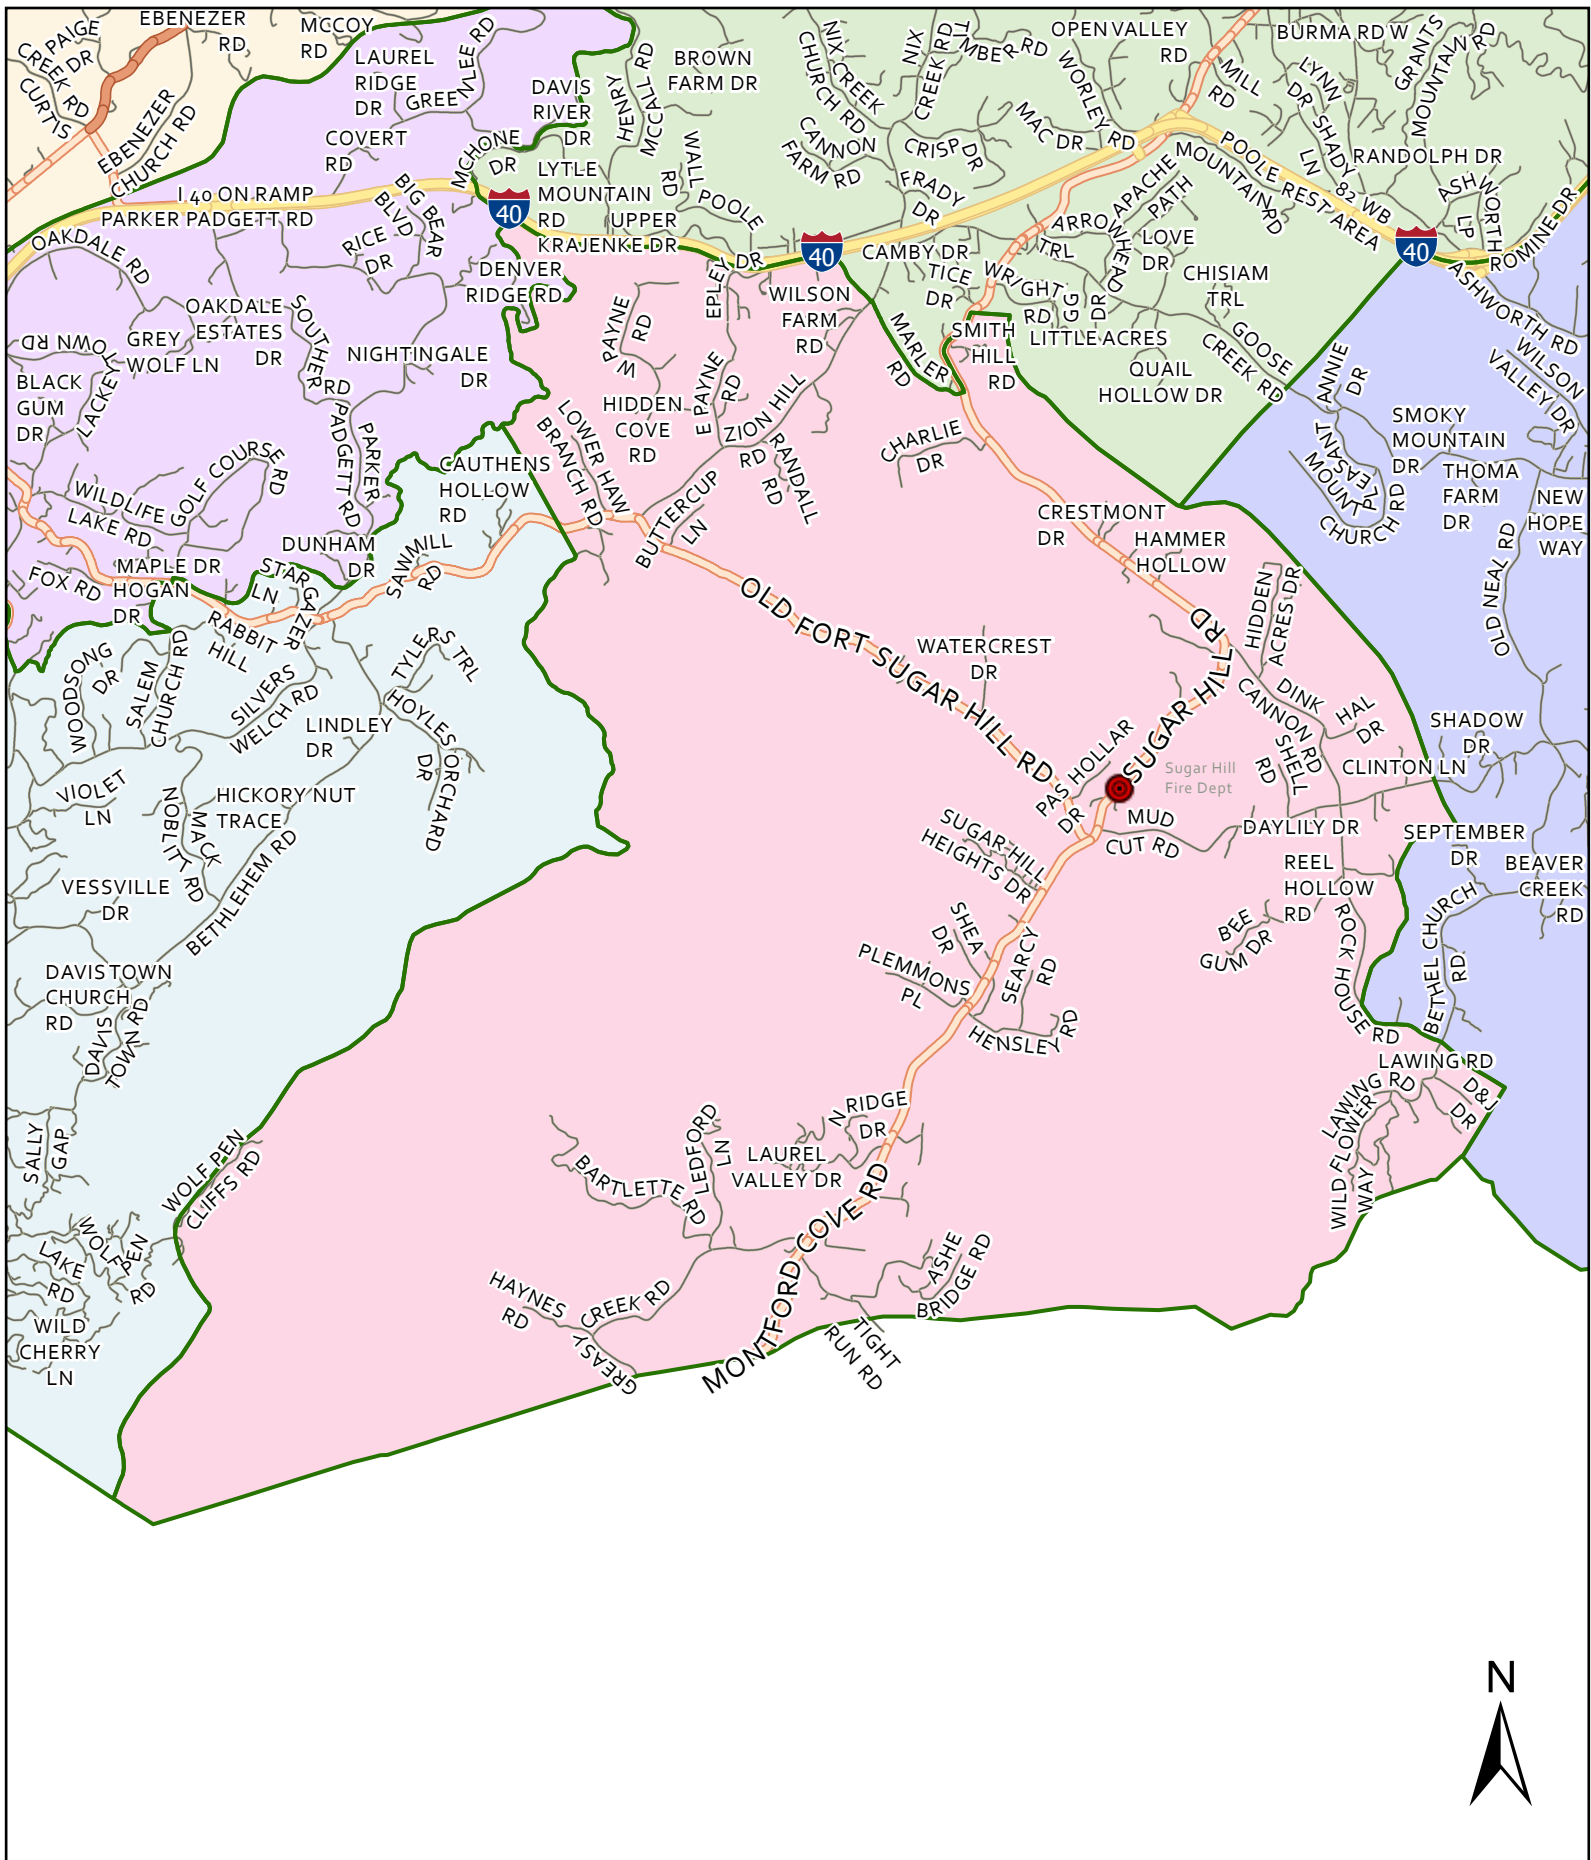 CR PAIGE
DR
CREEK RD
CURTIS
EBENEZER
RD
EBENEZER
CHURCH RD
MCCOY
RD
LAUREL
RIDGE
DR
GREENLEE RD
COVERT
RD
DAVIS
RIVER
DR
MCHONE
DR
HENRY
MCCALL RD
BROWN
FARM DR
NIX CREEK
CHURCH RD
NIX
CREEK RD
TIMBER RD
OPEN VALLEY
RD
WORLEY RD
MILL
RD
BURMA RD W
LYNN
DR
GRANTS
MOUNTAIN RD
MAC DR
CANNON
FARM RD
CRISP DR
SHADY
LN
RANDOLPH DR
I 40 ON RAMP
PARKER PADGETT RD
BIG BEAR
BLVD
RICE
DR
LYTLE
MOUNTAIN
RD
UPPER
KRAJENKE DR
WALL
RD
POOLE
DR
FRADY
DR
APACHE
PATH
ARROWHEAD
DR
TRL
MOUNTAIN RD
POOLE REST AREA
82 WB
ASHWORTH
LP
ROMINE DR
ASHWORTH RD
40
40
40
OAKDALE RD
OAKDALE
ESTATES
DR
DENVER
RIDGE RD
EPLEY
WILSON
FARM
RD
CAMBY DR
TICE
DR
WRIGHT
RD
GG
LOVE
DR
CHISIAM
TRL
LITTLE ACRES
QUAIL
HOLLOW DR
GOOSE
CREEK RD
ANNIE
DR
WILSON
VALLEY DR
TOWN RD
LACKEY
GREY
WOLF LN
BLACK
GUM
DR
SOUTHER
RD
NIGHTINGALE
DR
W PAYNE
RD
E PAYNE
RD
MARLER
RD
SMITH
HILL
RD
HIDDEN
COVE
RD
ZION HILL
RD
RANDALL
RD
CHARLIE
DR
SMOKY
MOUNTAIN
DR
MOUNT
PLEASANT
CHURCH RD
THOMA
FARM
DR
NEW
HOPE
WAY
OLD NEAL RD
PARKER
PADGETT RD
GOLF COURSE
RD
WILDLIFE
LAKE RD
CAUTHENS
HOLLOW
RD
LOWER HAW
BRANCH RD
BUTTERCUP
LN
CRESTMONT
DR
HAMMER
HOLLOW
DUNHAM
DR
SAWMILL
RD
MAPLE DR
FOX RD
HOGAN
DR
STAR GAZER
LN
RABBIT
HILL
OLD FORT SUGAR HILL RD
WATERCREST
DR
HIDDEN
ACRES DR
SUGAR HILL RD
TYLERS TRL
HOYLES ORCHARD
DR
WOODSONG
DR
SALEM
CHURCH RD
SILVERS
WELCH RD
LINDLEY
DR
DINK
CANNON RD
HAL
DR
SHELL
RD
CLINTON LN
SHADOW
DR
PAS HOLLAR
DR
Sugar Hill
Fire Dept
VIOLET
LN
NOBLITT RD
MACK
HICKORY NUT
TRACE
BETHLEHEM RD
MUD
CUT RD
DAYLILY DR
SEPTEMBER
DR
BEAVER
CREEK
RD
SUGAR HILL
HEIGHTS DR
REEL
HOLLOW
RD
ROCK HOUSE
RD
BEE
GUM DR
BETHEL CHURCH
RD
VESSVILLE
DR
DAVISTOWN
CHURCH
RD
DAVIS
TOWN RD
SHEA
DR
PLEMMONS
PL
SEARCY
RD
HENSLEY RD
LAWING RD
LAWING RD
D&J
DR
WILD FLOWER
WAY
SALLY
GAP
WOLF PEN
CLIFFS RD
LEDFORD
LN
BARTLETTE
RD
N RIDGE
DR
LAUREL
VALLEY DR
MONTFORD COVE RD
LAKE
RD
WOLF PEN
RD
WILD
CHERRY
LN
HAYNES
RD
GREASY
CREEK RD
TIGHT
RUN RD
ASHE
BRIDGE RD
N